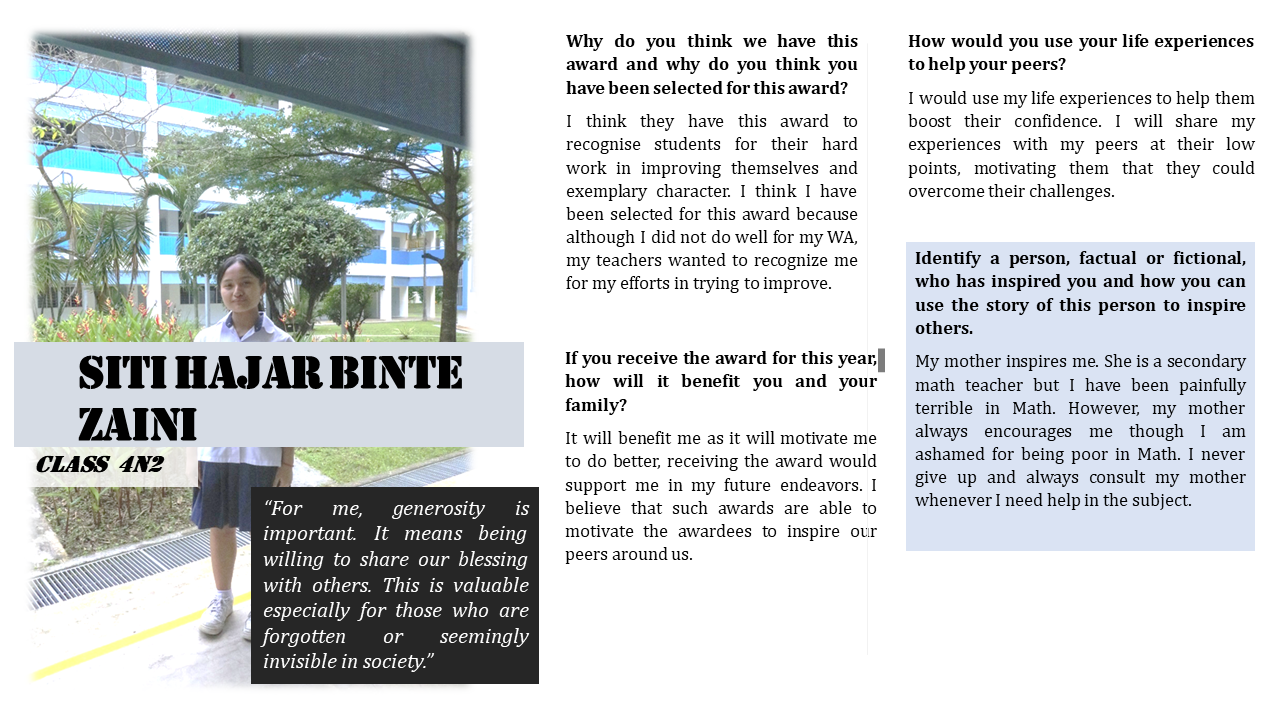 SITI HAJAR BINTE
ZAINI
CLASS 4N2
“For me, generosity is
important. It means being
willing to share our blessing
with others. This is valuable
especially for those who are
forgotten or seemingly
invisible in society.”
Why do you think we have this
award and why do you think you
have been selected for this award?
I think they have this award to
recognise students for their hard
work in improving themselves and
exemplary character. I think I have
been selected for this award because
although I did not do well for my WA,
my teachers wanted to recognize me
for my efforts in trying to improve.
If you receive the award for this year,
how will it benefit you and your
family?
It will benefit me as it will motivate me
to do better, receiving the award would
support me in my future endeavors. I
believe that such awards are able to
motivate the awardees to inspire our
peers around us.
How would you use your life experiences
to help your peers?
I would use my life experiences to help them
boost their confidence. I will share my
experiences with my peers at their low
points, motivating them that they could
overcome their challenges.
Identify a person, factual or fictional,
who has inspired you and how you can
use the story of this person to inspire
others.
My mother inspires me. She is a secondary
math teacher but I have been painfully
terrible in Math. However, my mother
always encourages me though I am
ashamed for being poor in Math. I never
give up and always consult my mother
whenever I need help in the subject.